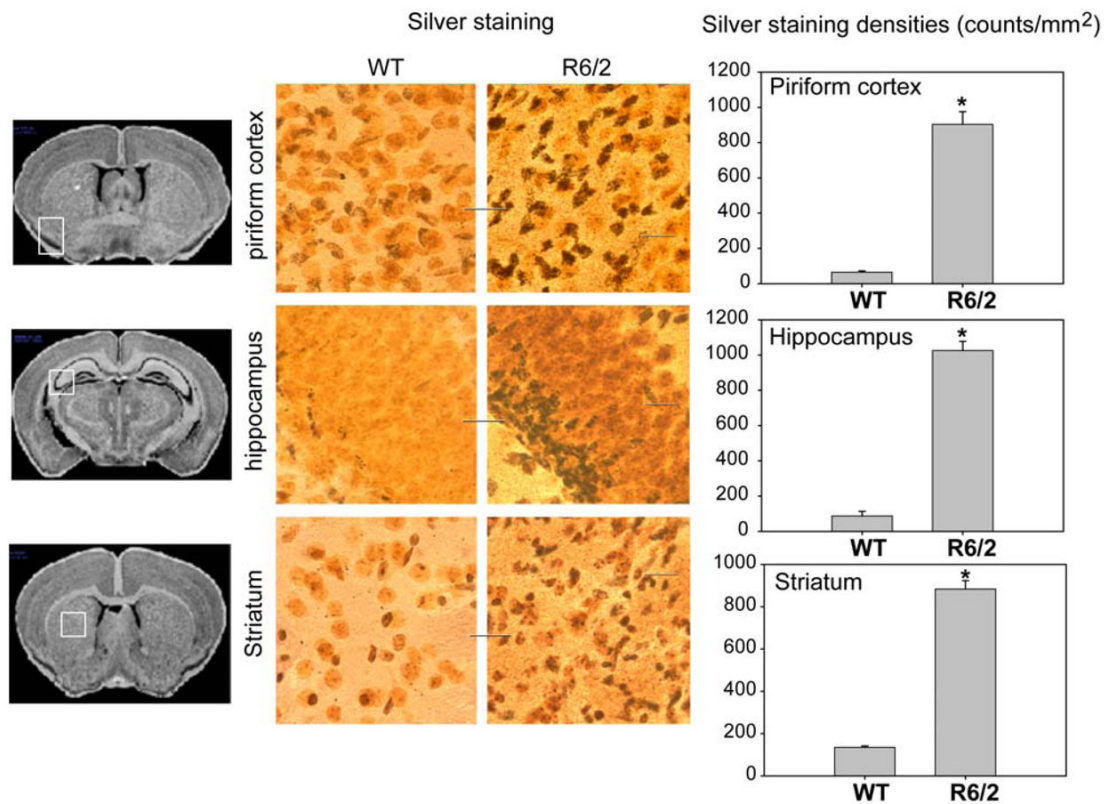 Silver staining
Silver staining densities (counts/mm²)
WT
R6/2
piriform cortex
1200
1000
800
600
400
200
0
Piriform cortex
*
WT
R6/2
hippocampus
1200
1000
800
600
400
200
0
Hippocampus
*
WT
R6/2
Striatum
1000
800
600
400
200
0
Striatum
*
WT
R6/2